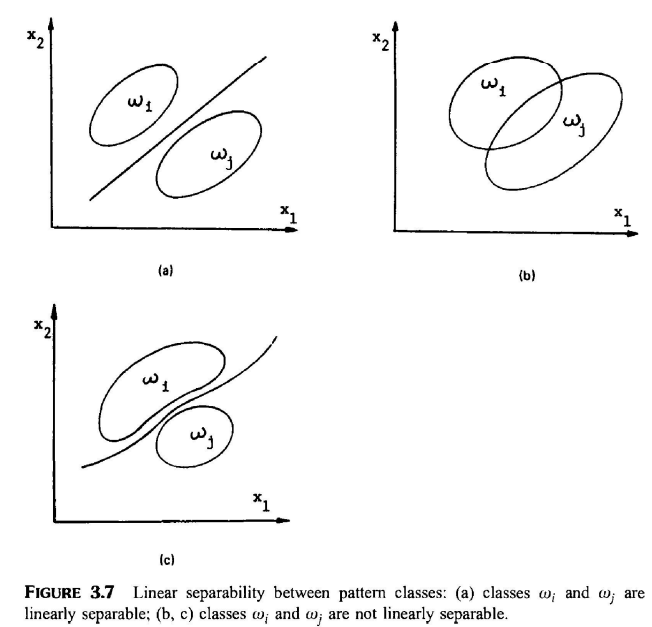 x₂
ωᵢ
ωⱼ
x₁
(a)
x₂
ωᵢ
ωⱼ
x₁
(b)
x₂
ωᵢ
ωⱼ
x₁
(c)
FIGURE 3.7 Linear separability between pattern classes: (a) classes ωᵢ and ωⱼ are
linearly separable; (b, c) classes ωᵢ and ωⱼ are not linearly separable.